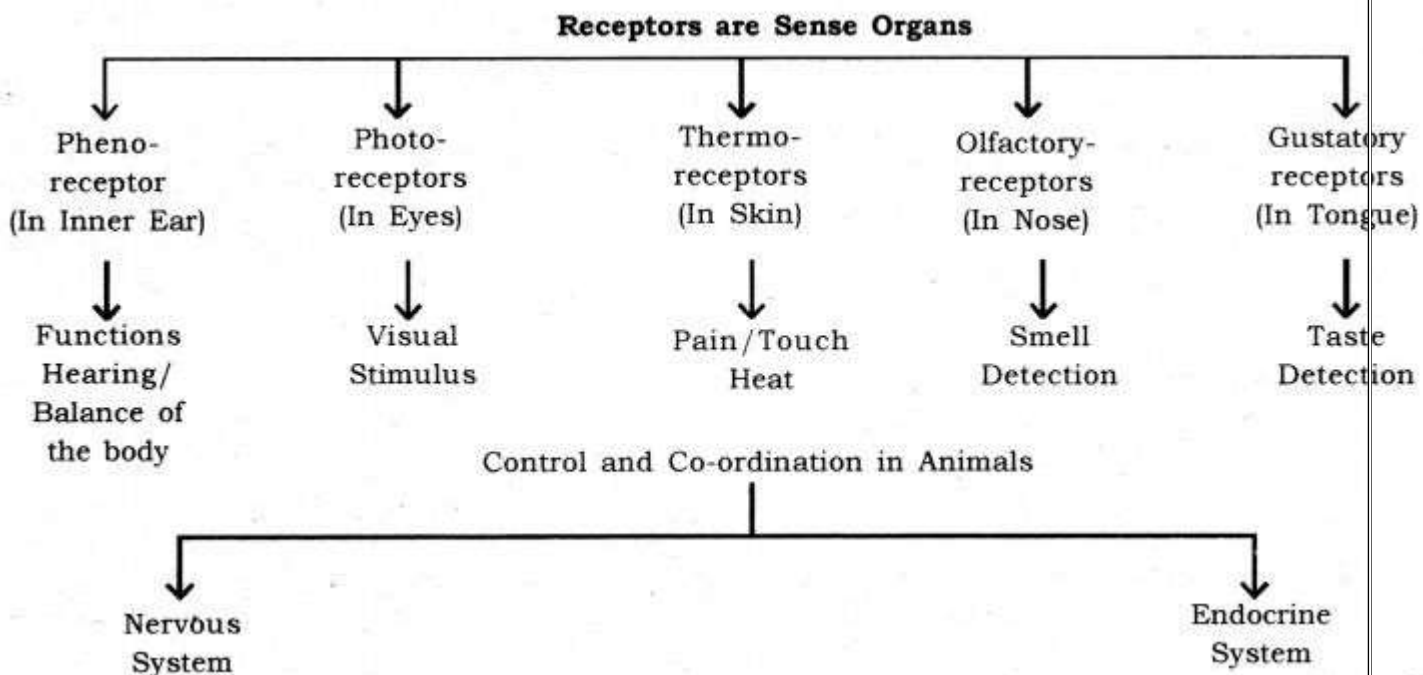 Receptors are Sense Organs
Pheno-
receptor
(In Inner Ear)
Photo-
receptors
(In Eyes)
Thermo-
receptors
(In Skin)
Olfactory-
receptors
(In Nose)
Gustatory
receptors
(In Tongue)
Functions
Hearing/
Balance of
the body
Visual
Stimulus
Pain/Touch
Heat
Smell
Detection
Taste
Detection
Control and Co-ordination in Animals
Nervous
System
Endocrine
System